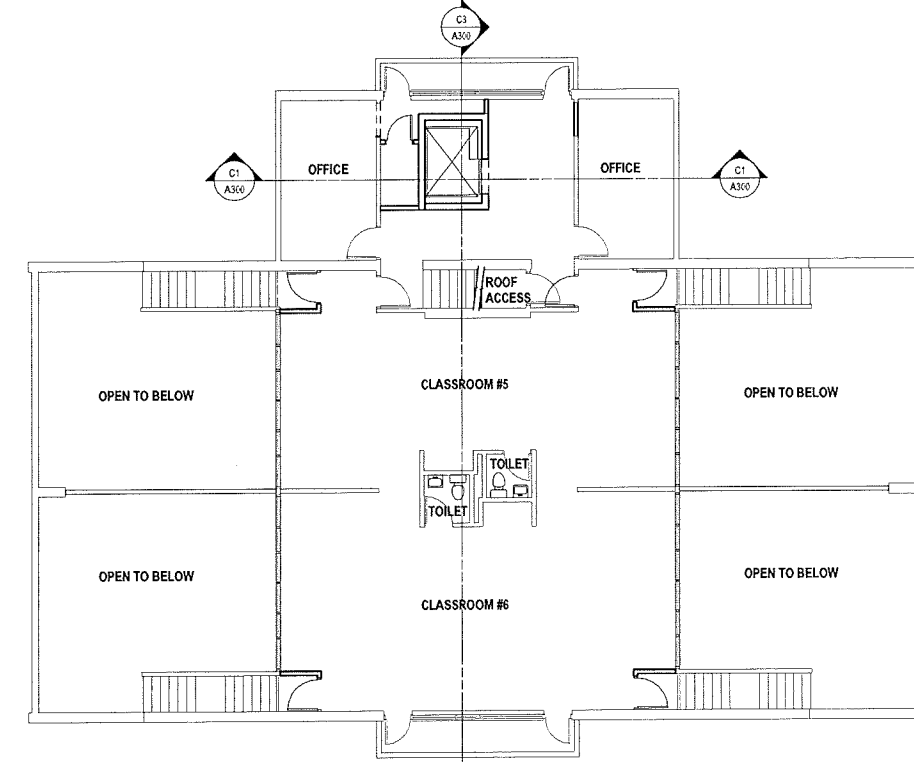 C3
A300
OFFICE
OFFICE
C1
A300
C1
A300
ROOF
ACCESS
CLASSROOM #5
OPEN TO BELOW
OPEN TO BELOW
TOILET
TOILET
OPEN TO BELOW
OPEN TO BELOW
CLASSROOM #6